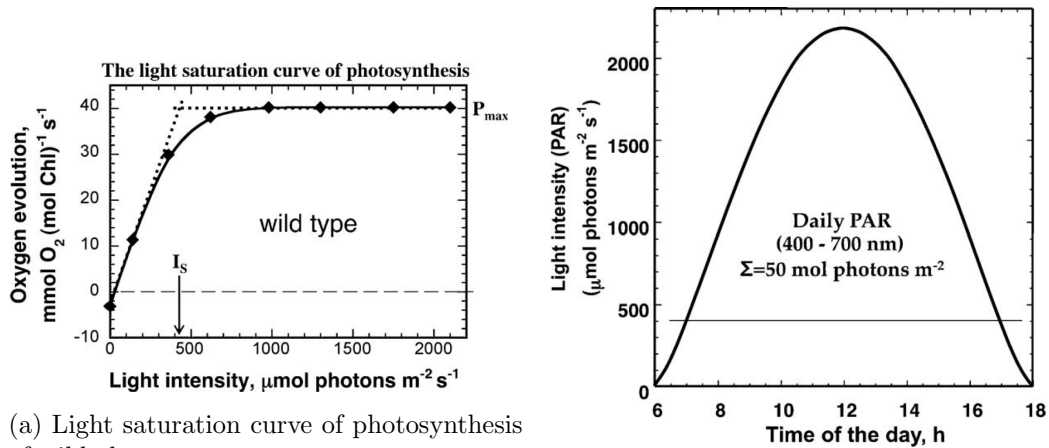 The light saturation curve of photosynthesis
Oxygen evolution,
mmol O₂ (mol Chl)⁻¹ s⁻¹
50
40
30
20
10
0
-10
P max
wild type
I S
0 500 1000 1500 2000
Light intensity, μmol photons m⁻² s⁻¹
(a) Light saturation curve of photosynthesis
Light intensity (PAR)
(μmol photons m⁻² s⁻¹)
2000
1500
1000
500
0
Daily PAR
(400 - 700 nm)
Σ=50 mol photons m⁻²
6 8 10 12 14 16 18
Time of the day, h